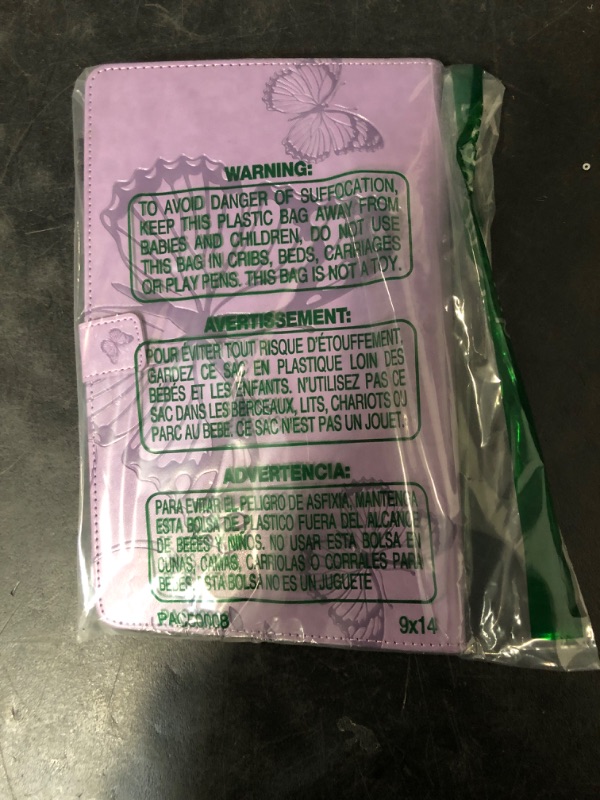 WARNING:
TO AVOID DANGER OF SUFFOCATION,
KEEP THIS PLASTIC BAG AWAY FROM
BABIES AND CHILDREN, DO NOT USE
THIS BAG IN CRIBS, BEDS, CARRIAGES
OR PLAY PENS. THIS BAG IS NOT A TOY.
AVERTISSEMENT:
POUR ÉVITER TOUT RISQUE D'ÉTOUFFEMENT.
GARDEZ CE SAC EN PLASTIQUE LOIN DES
BÉBÉS ET LES ENFANTS. N'UTILISEZ PAS CE
SAC DANS LES BERCEAUX, LITS, CHARIOTS OU
PARC AU BEBE. CE SAC N'EST PAS UN JOUET.
ADVERTENCIA:
PARA EVITAR EL PELIGRO DE ASFIXIA, MANTENGA
ESTA BOLSA DE PLASTICO FUERA DEL ALCANCE
DE BEBES Y NINOS. NO USAR ESTA BOLSA EN
CUNAS, CAMAS, CARRIOLAS O CORRALES PARA
BEBES. ESTA BOLSA NO ES UN JUGUETE
9x14